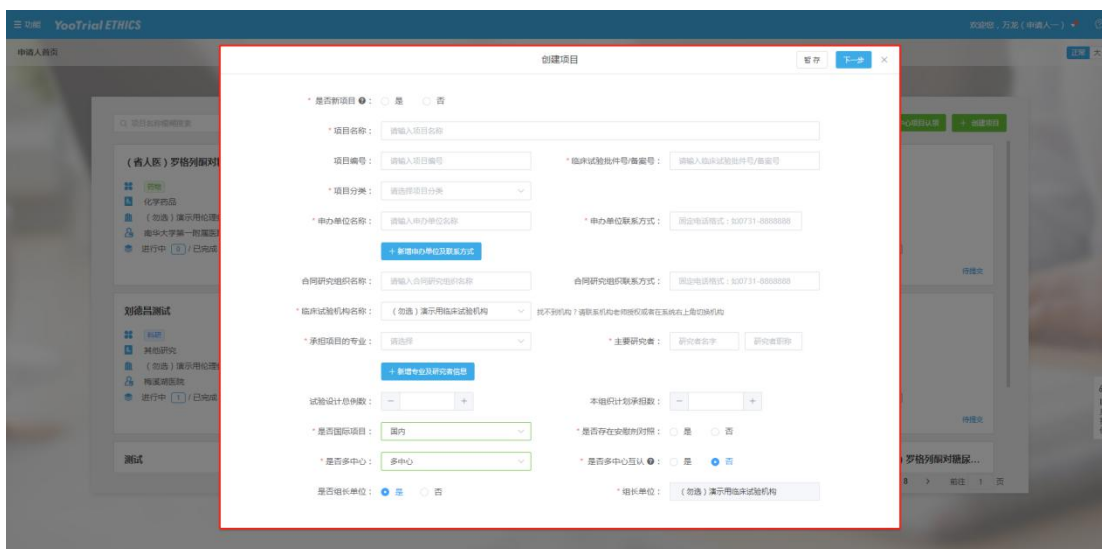 功能 YooTrial ETHICS 欢迎您，万龙（申请人一）
申请人首页 正常
创建项目 暂存 下一步
* 是否新项目： 是 否
项目名称模糊搜索 + 创建项目
* 项目名称： 请输入项目名称
（省人医）罗格列酮对
项目编号： 请输入项目编号 * 临床试验批件号/备案号： 请输入临床试验批件号/备案号
药物
* 项目分类： 请选择项目分类
化学药品
（勿选）演示用伦理
* 申办单位名称： 请输入申办单位名称 * 申办单位联系方式： 固定电话格式：如0731-8888888
南华大学第一附属医
进行中 0 / 已完成
+ 新增申办单位及联系方式
待提交
合同研究组织名称： 请输入合同研究组织名称 合同研究组织联系方式： 固定电话格式：如0731-8888888
刘德昌测试
* 临床试验机构名称： （勿选）演示用临床试验机构 找不到机构？请联系机构老师授权或者在系统右上角切换机构
科研
* 承担项目的专业： 请选择 * 主要研究者： 研究者名字 研究者职称
其他研究
（勿选）演示用伦理
+ 新增专业及研究者信息
梅溪湖医院
进行中 1 / 已完成
试验设计总例数： - + 本组织计划承担数： - +
待提交
* 是否国际项目： 国内 * 是否存在安慰剂对照： 是 否
测试 罗格列酮对糖尿...
* 是否多中心： 多中心 * 是否多中心互认： 是 否
8 > 前往 1 页
是否组长单位： 是 否 * 组长单位： （勿选）演示用临床试验机构